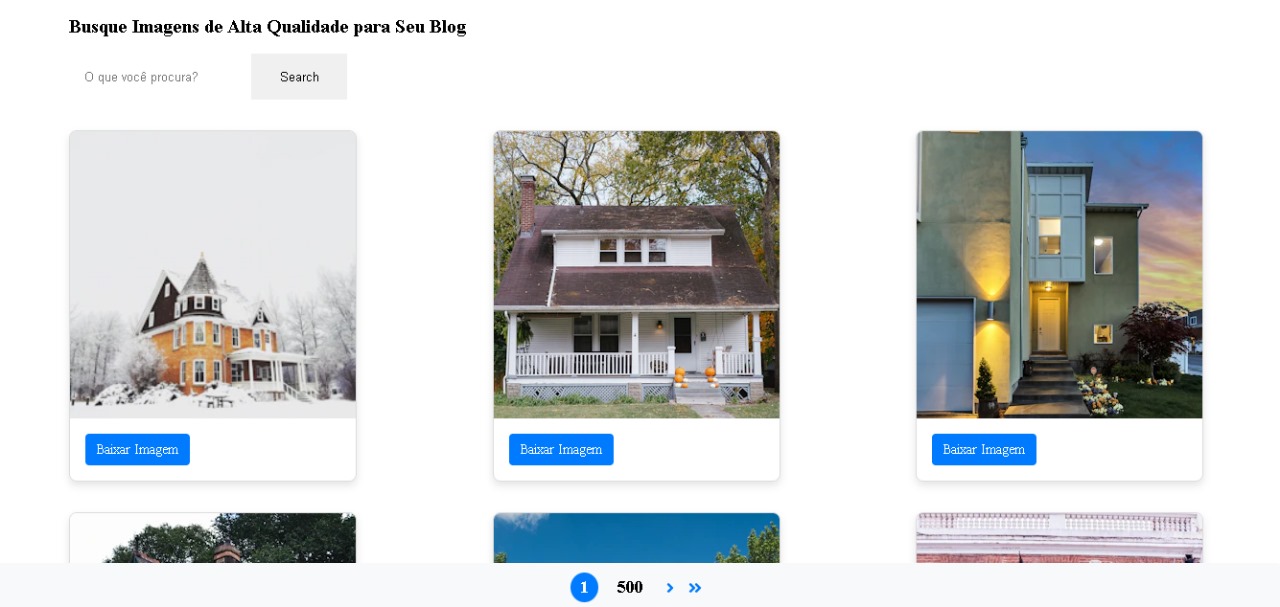 Busque Imagens de Alta Qualidade para Seu Blog
O que você procura? Search
Baixar Imagem Baixar Imagem Baixar Imagem
1 500 › »